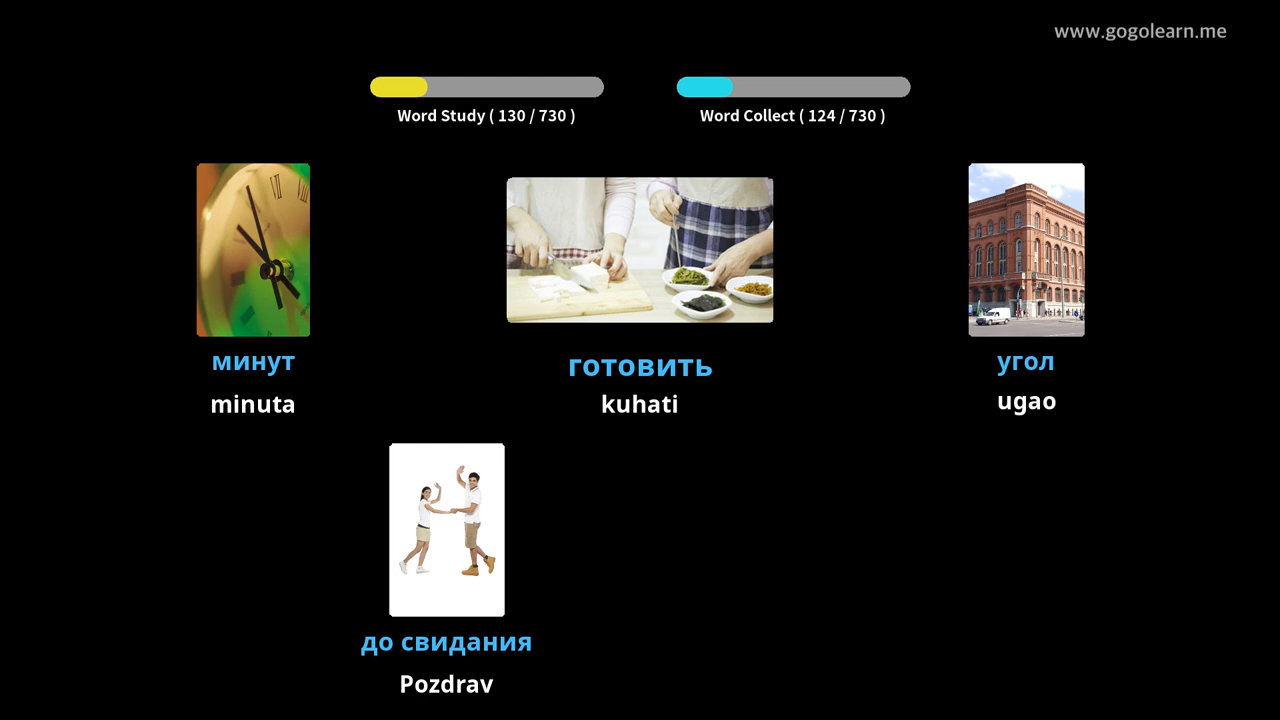 www.gogolearn.me
Word Study ( 130 / 730 )
Word Collect ( 124 / 730 )
минут
minuta
готовить
kuhati
угол
ugao
до свидания
Pozdrav